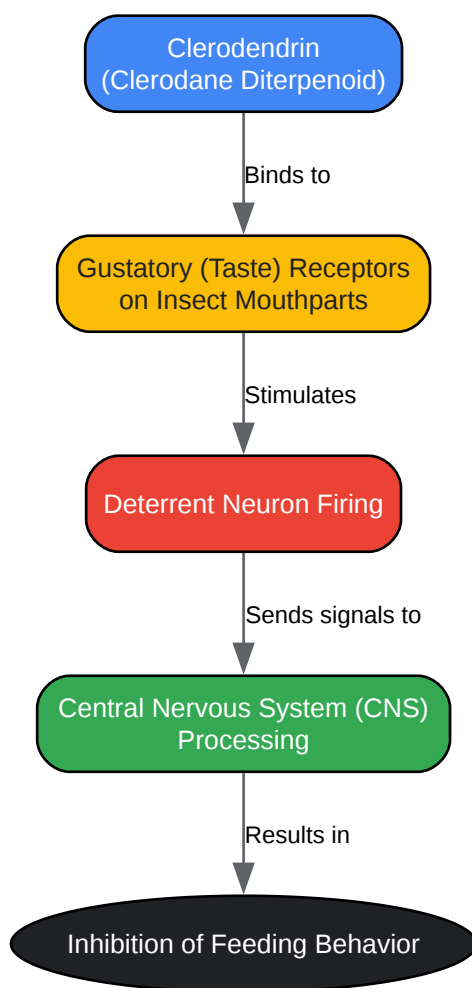 Clerodendrin
(Clerodane Diterpenoid)
Binds to
Gustatory (Taste) Receptors
on Insect Mouthparts
Stimulates
Deterrent Neuron Firing
Sends signals to
Central Nervous System (CNS)
Processing
Results in
Inhibition of Feeding Behavior